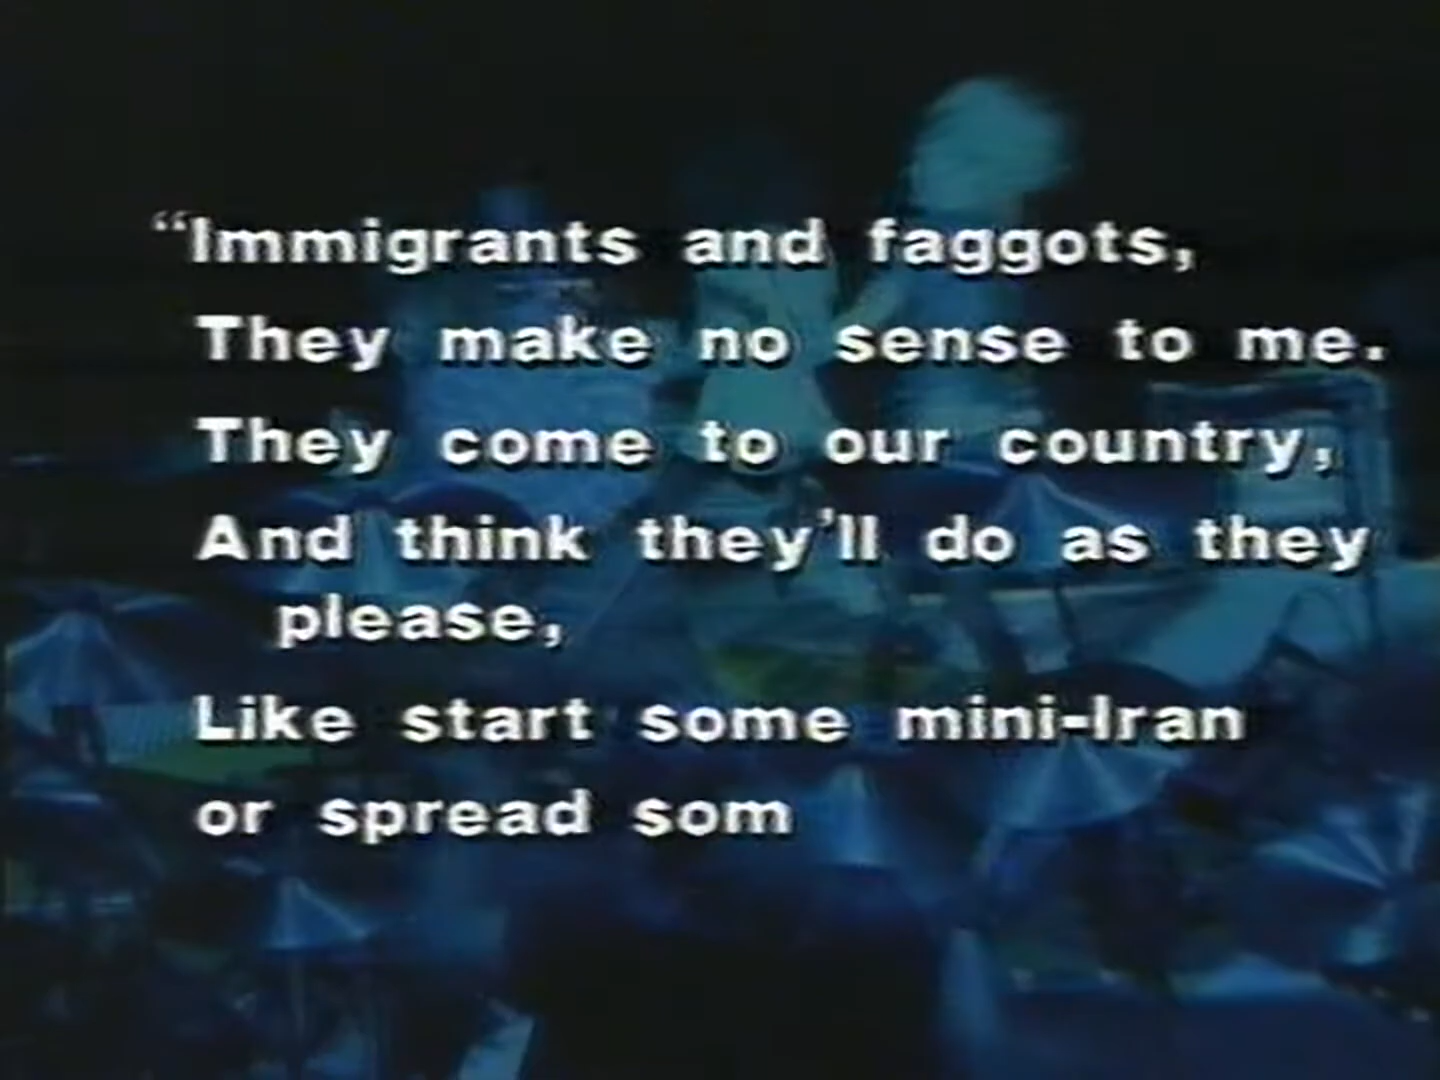 “Immigrants and faggots,
They make no sense to me.
They come to our country,
And think they'll do as they
please,
Like start some mini-Iran
or spread som